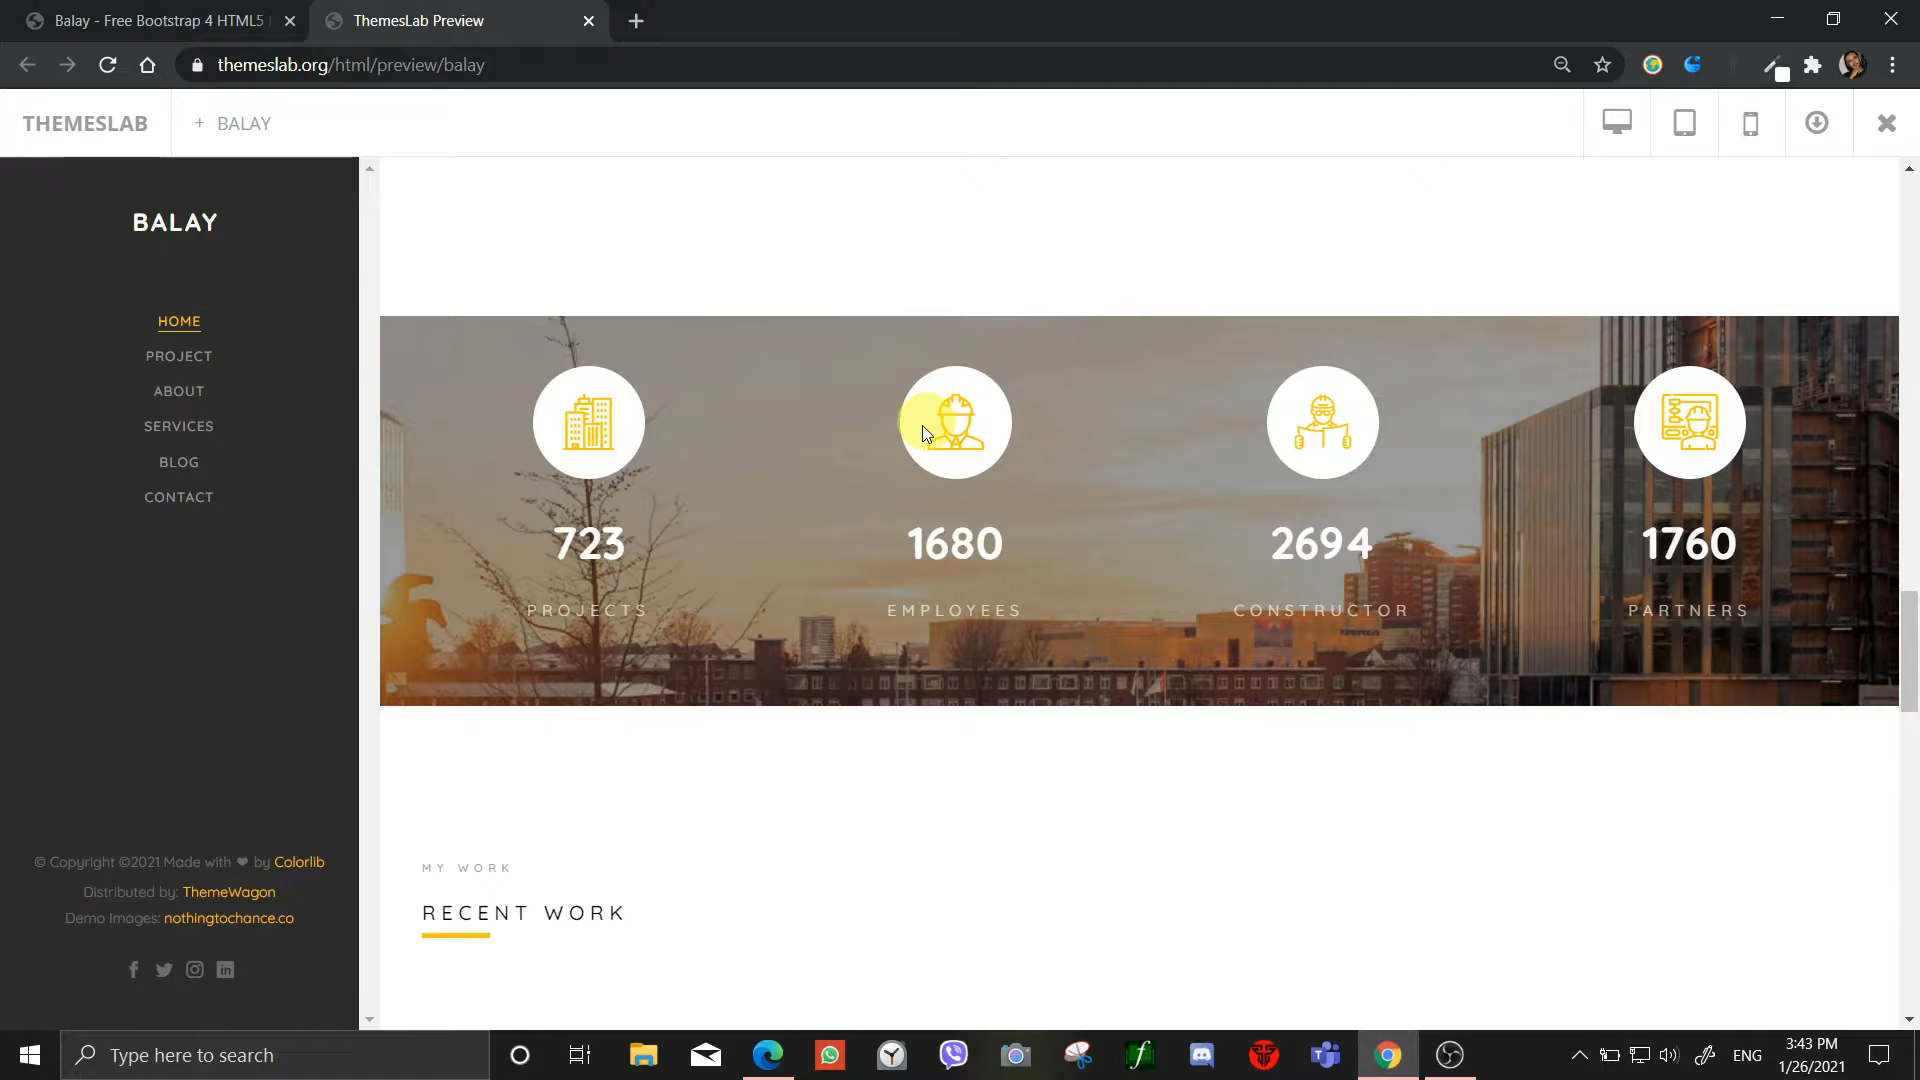 Balay - Free Bootstrap 4 HTML5
ThemesLab Preview
themeslab.org/html/preview/balay
THEMESLAB
+ BALAY
BALAY
HOME
PROJECT
ABOUT
SERVICES
BLOG
CONTACT
© Copyright ©2021 Made with ❤ by Colorlib
Distributed by: ThemeWagon
Demo Images: nothingtochance.co
723
1680
2694
1760
PROJECTS
EMPLOYEES
CONSTRUCTOR
PARTNERS
MY WORK
RECENT WORK
Type here to search
ENG
3:43 PM
1/26/2021